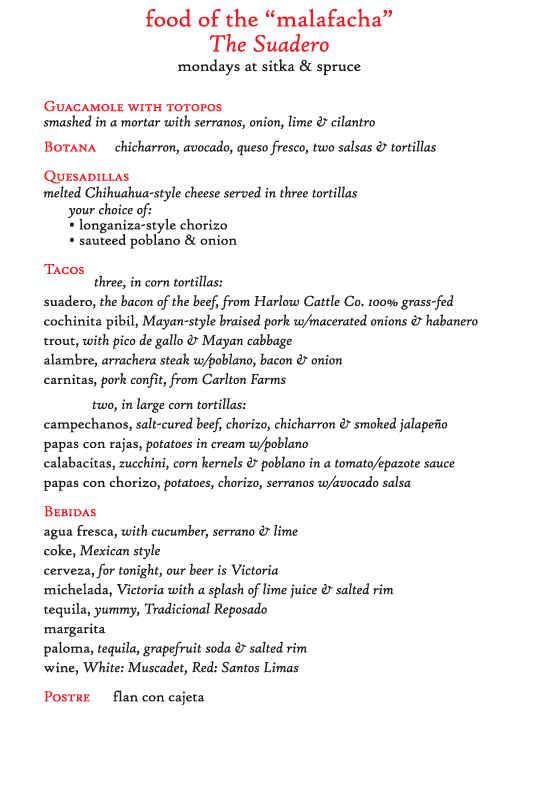 food of the “malafacha”
The Suadero
mondays at sitka & spruce
Guacamole with totopos
smashed in a mortar with serranos, onion, lime & cilantro
Botana chicharron, avocado, queso fresco, two salsas & tortillas
Quesadillas
melted Chihuahua-style cheese served in three tortillas
your choice of:
• longaniza-style chorizo
• sauteed poblano & onion
Tacos
three, in corn tortillas:
suadero, the bacon of the beef, from Harlow Cattle Co. 100% grass-fed
cochinita pibil, Mayan-style braised pork w/macerated onions & habanero
trout, with pico de gallo & Mayan cabbage
alambre, arrachera steak w/poblano, bacon & onion
carnitas, pork confit, from Carlton Farms
two, in large corn tortillas:
campechanos, salt-cured beef, chorizo, chicharron & smoked jalapeño
papas con rajas, potatoes in cream w/poblano
calabacitas, zucchini, corn kernels & poblano in a tomato/epazote sauce
papas con chorizo, potatoes, chorizo, serranos w/avocado salsa
Bebidas
agua fresca, with cucumber, serrano & lime
coke, Mexican style
cerveza, for tonight, our beer is Victoria
michelada, Victoria with a splash of lime juice & salted rim
tequila, yummy, Tradicional Reposado
margarita
paloma, tequila, grapefruit soda & salted rim
wine, White: Muscadet, Red: Santos Limas
Postre flan con cajeta